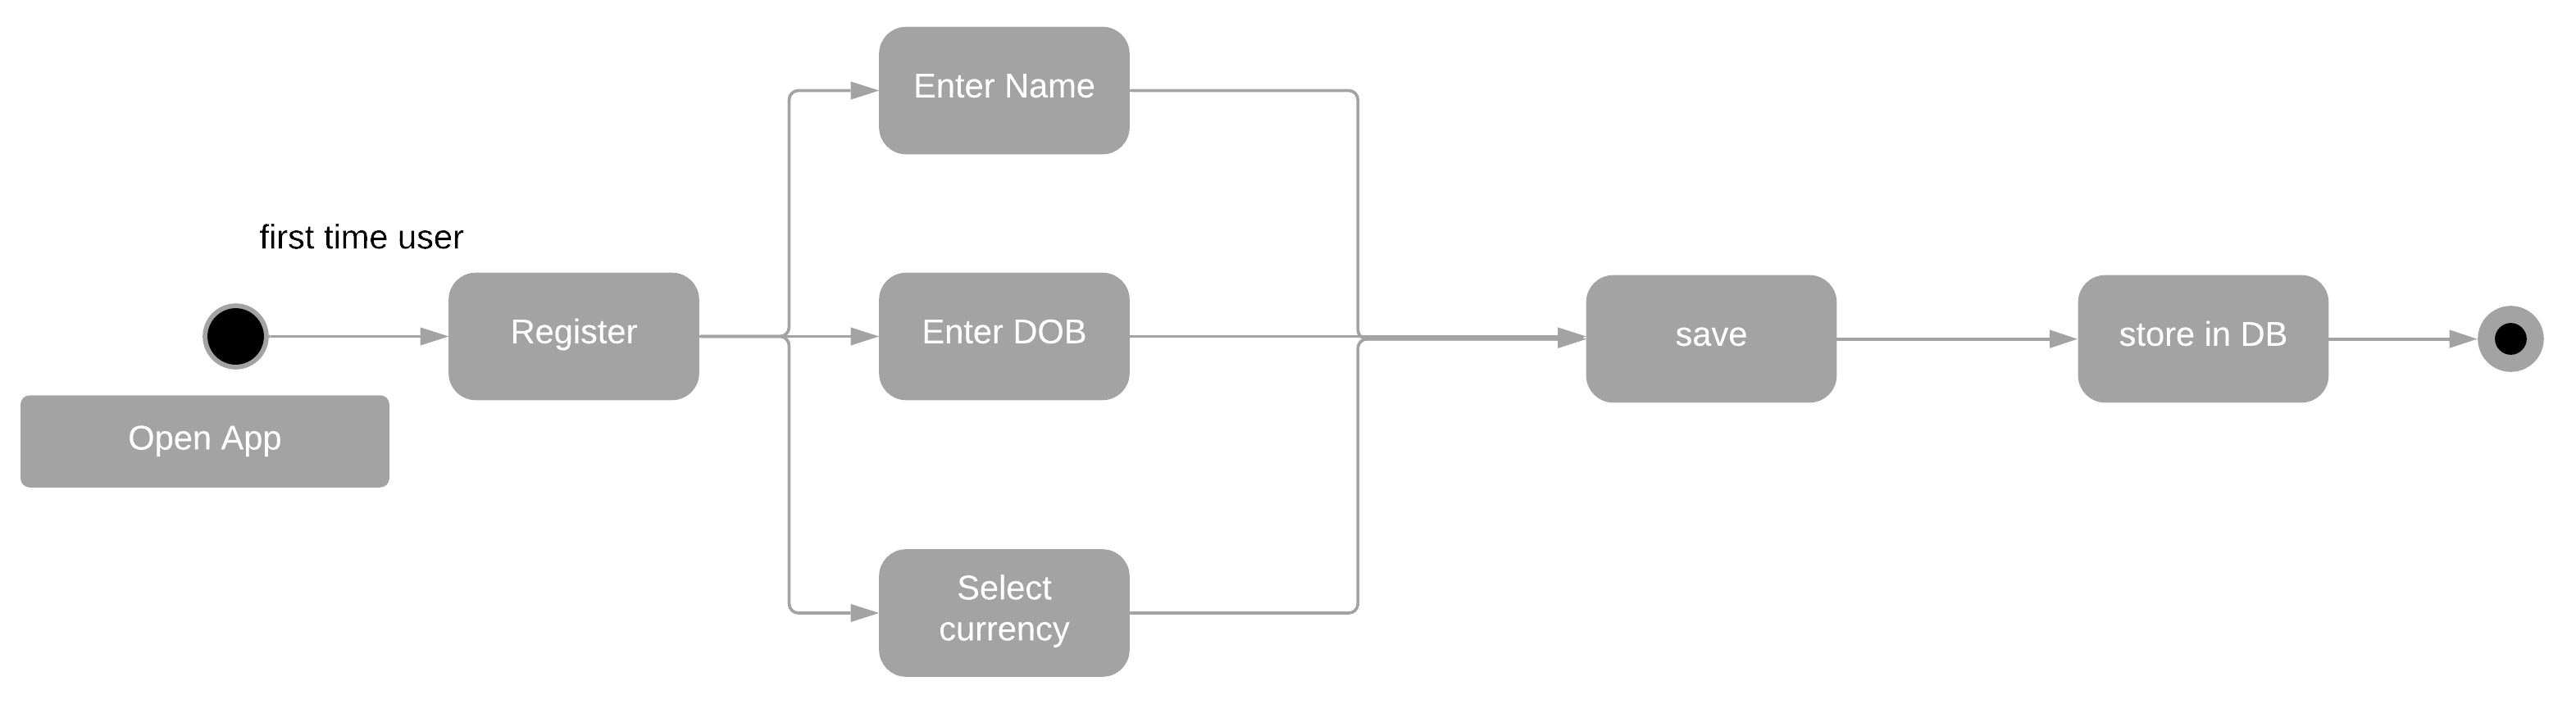 first time user
Open App
Register
Enter Name
Enter DOB
Select
currency
save
store in DB